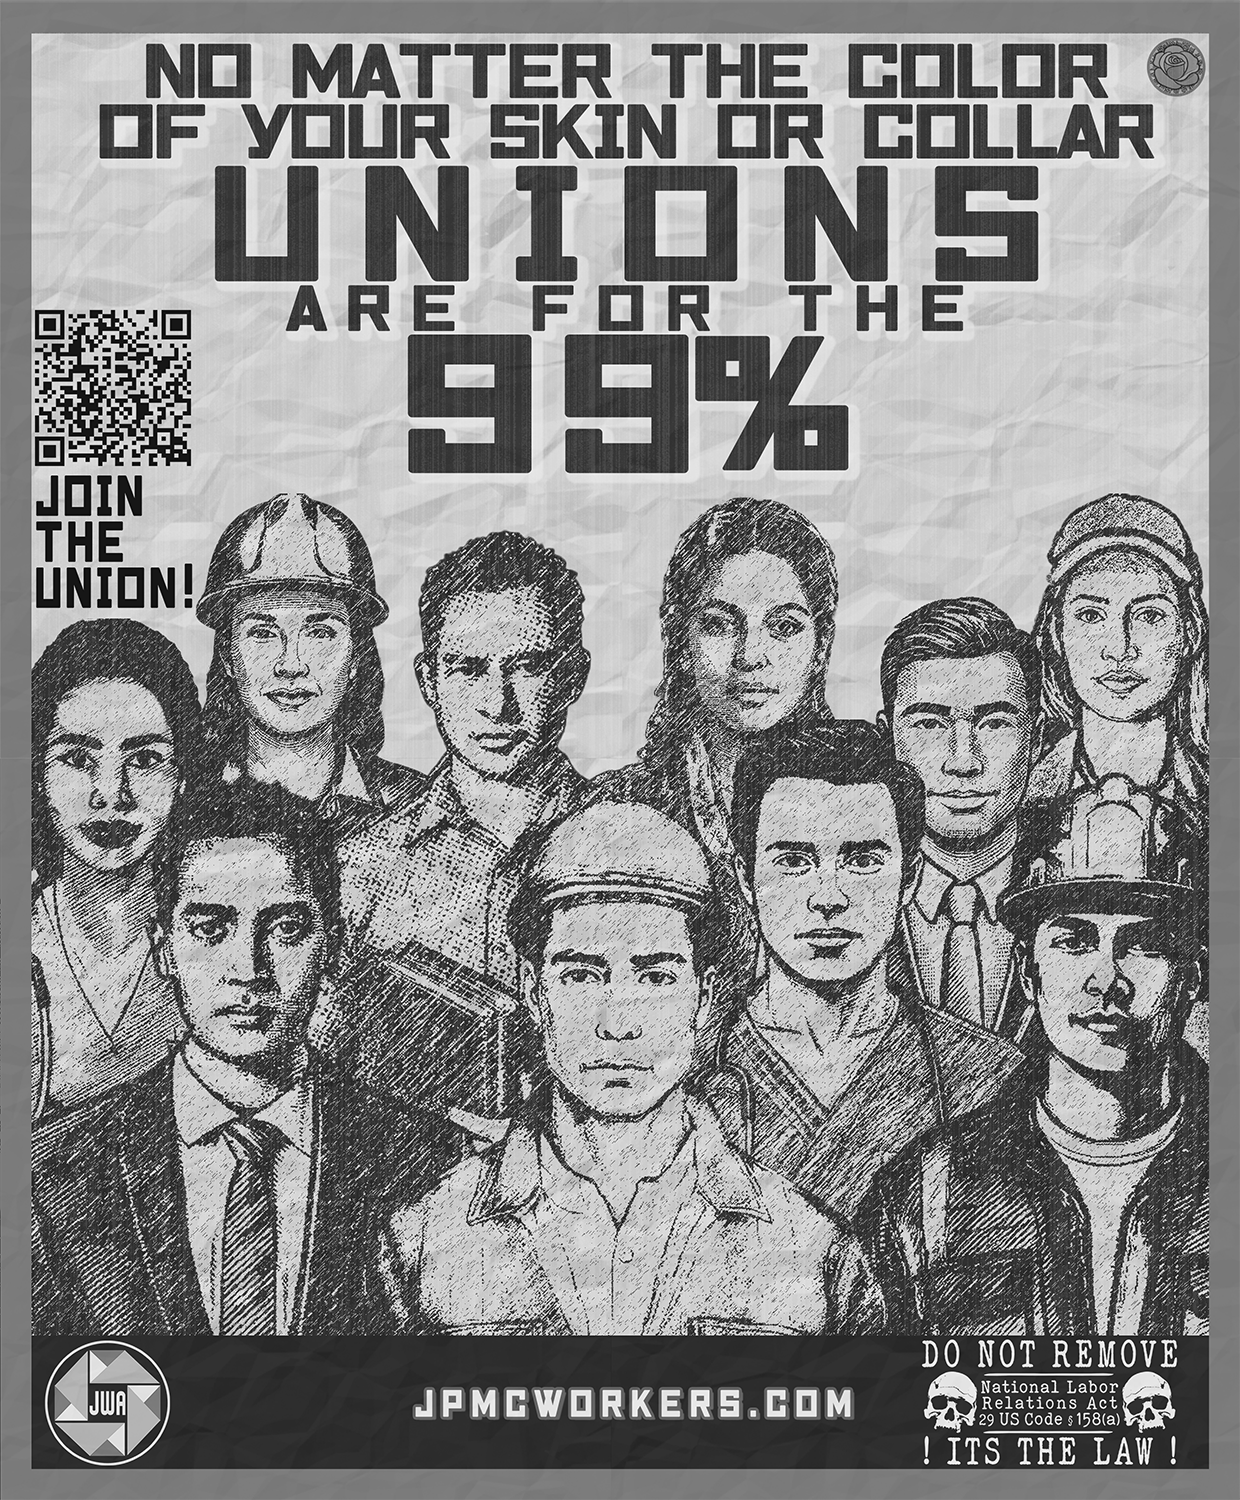 NO MATTER THE COLOR
OF YOUR SKIN OR COLLAR
UNIONS
ARE FOR THE
99%
JOIN
THE
UNION!
JWA
JPMCWORKERS.COM
DO NOT REMOVE
National Labor
Relations Act
29 US Code § 158(a)
! ITS THE LAW !